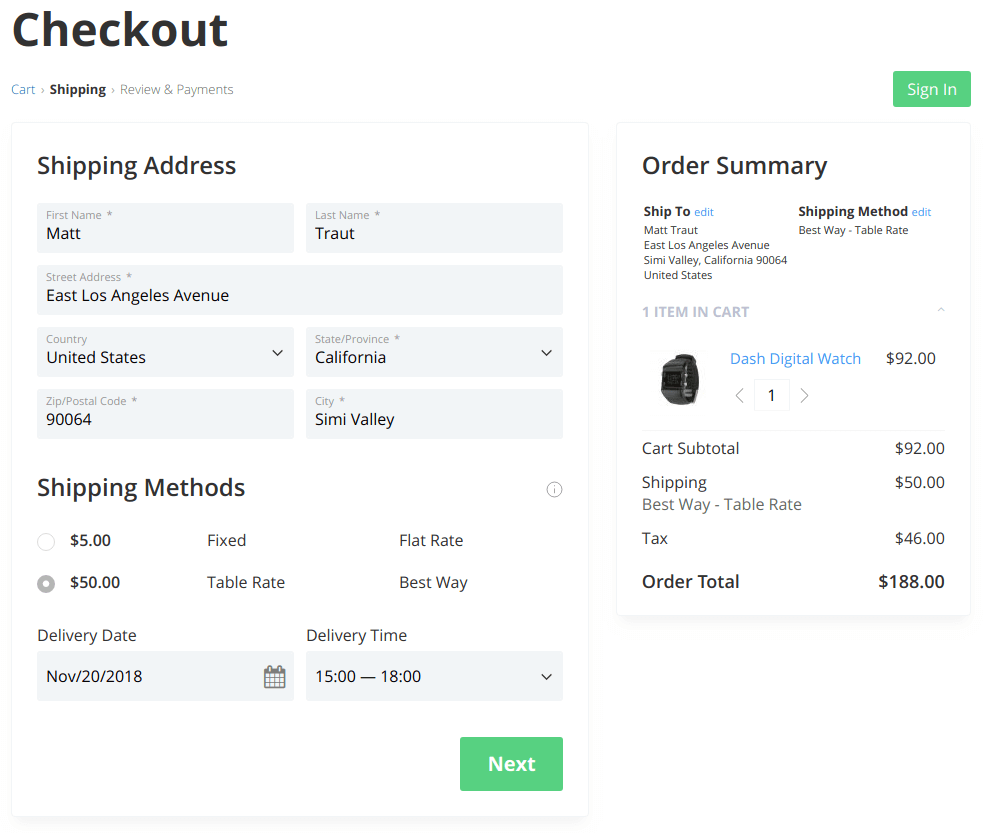 Checkout
Cart › Shipping › Review & Payments
Sign In
Shipping Address
First Name *
Matt
Last Name *
Traut
Street Address *
East Los Angeles Avenue
Country
United States
State/Province *
California
Zip/Postal Code *
90064
City *
Simi Valley
Shipping Methods
$5.00 Fixed Flat Rate
$50.00 Table Rate Best Way
Delivery Date
Nov/20/2018
Delivery Time
15:00 — 18:00
Next
Order Summary
Ship To edit
Matt Traut
East Los Angeles Avenue
Simi Valley, California 90064
United States
Shipping Method edit
Best Way - Table Rate
1 ITEM IN CART
Dash Digital Watch $92.00
1
Cart Subtotal $92.00
Shipping $50.00
Best Way - Table Rate
Tax $46.00
Order Total $188.00